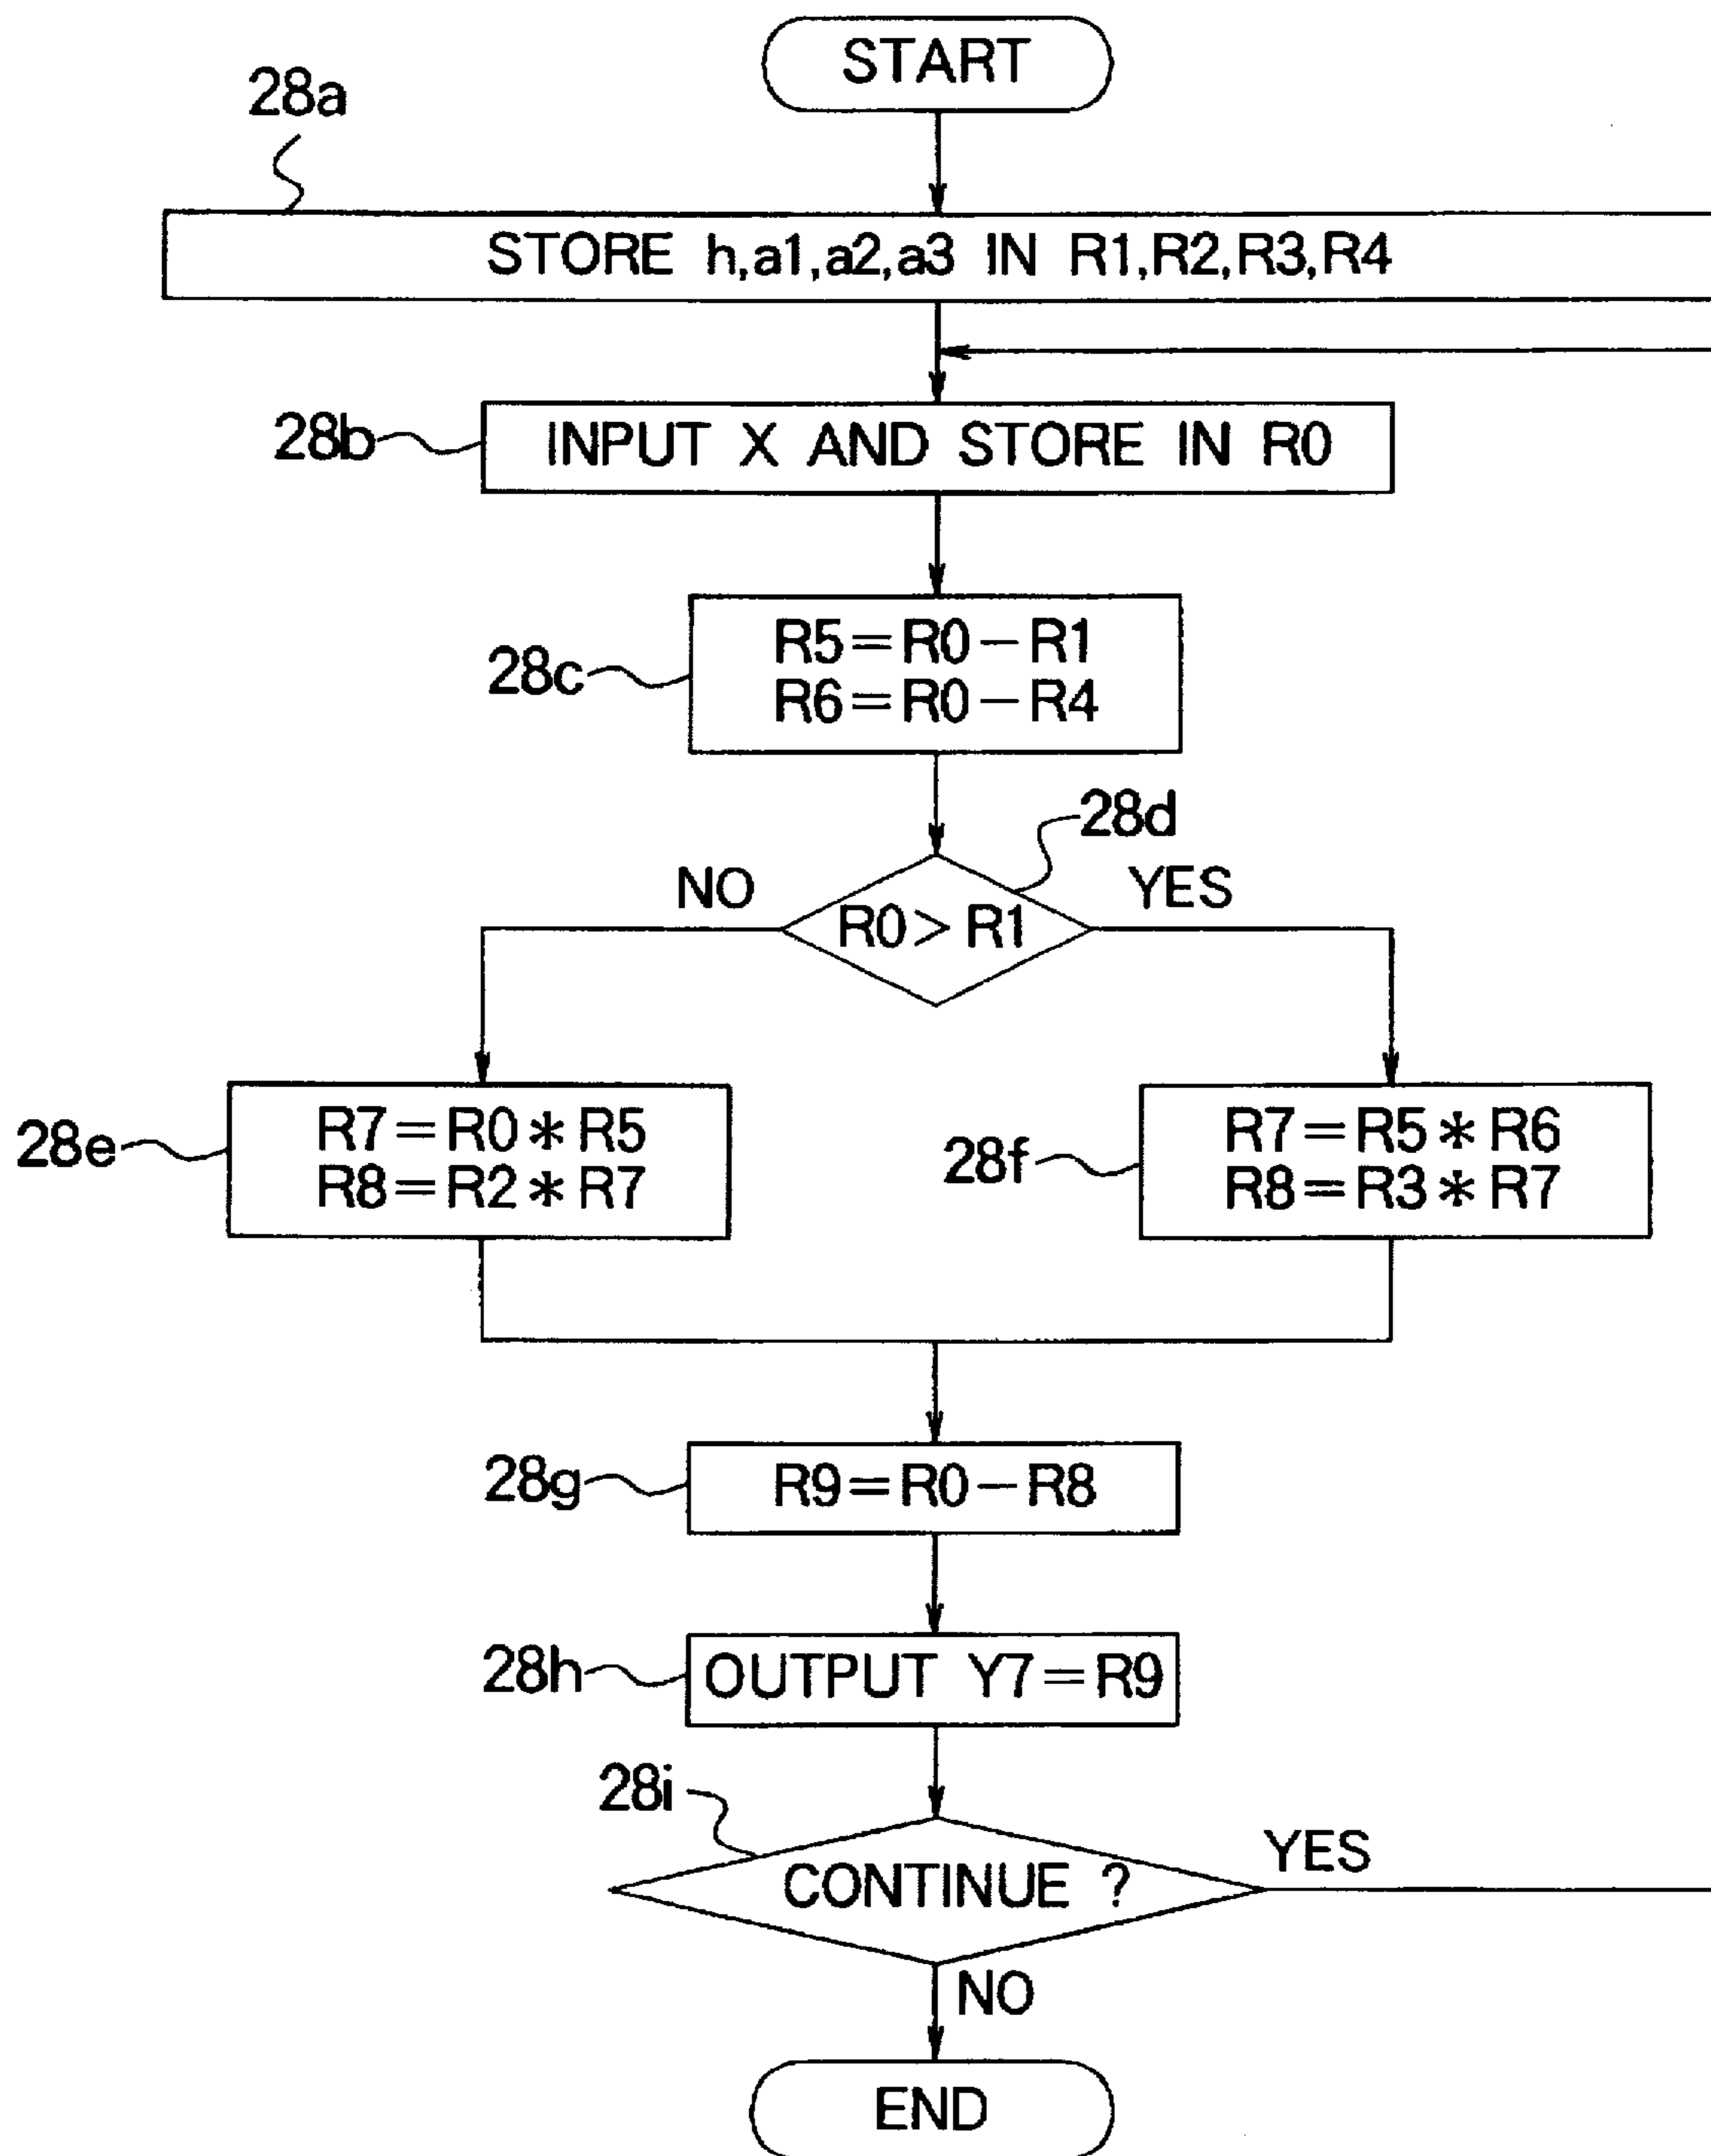 START
28a
STORE h,a1,a2,a3 IN R1,R2,R3,R4
28b
INPUT X AND STORE IN R0
28c
R5=R0-R1
R6=R0-R4
28d
NO
YES
R0>R1
28e
R7=R0*R5
R8=R2*R7
28f
R7=R5*R6
R8=R3*R7
28g
R9=R0-R8
28h
OUTPUT Y7=R9
28i
CONTINUE ?
YES
NO
END